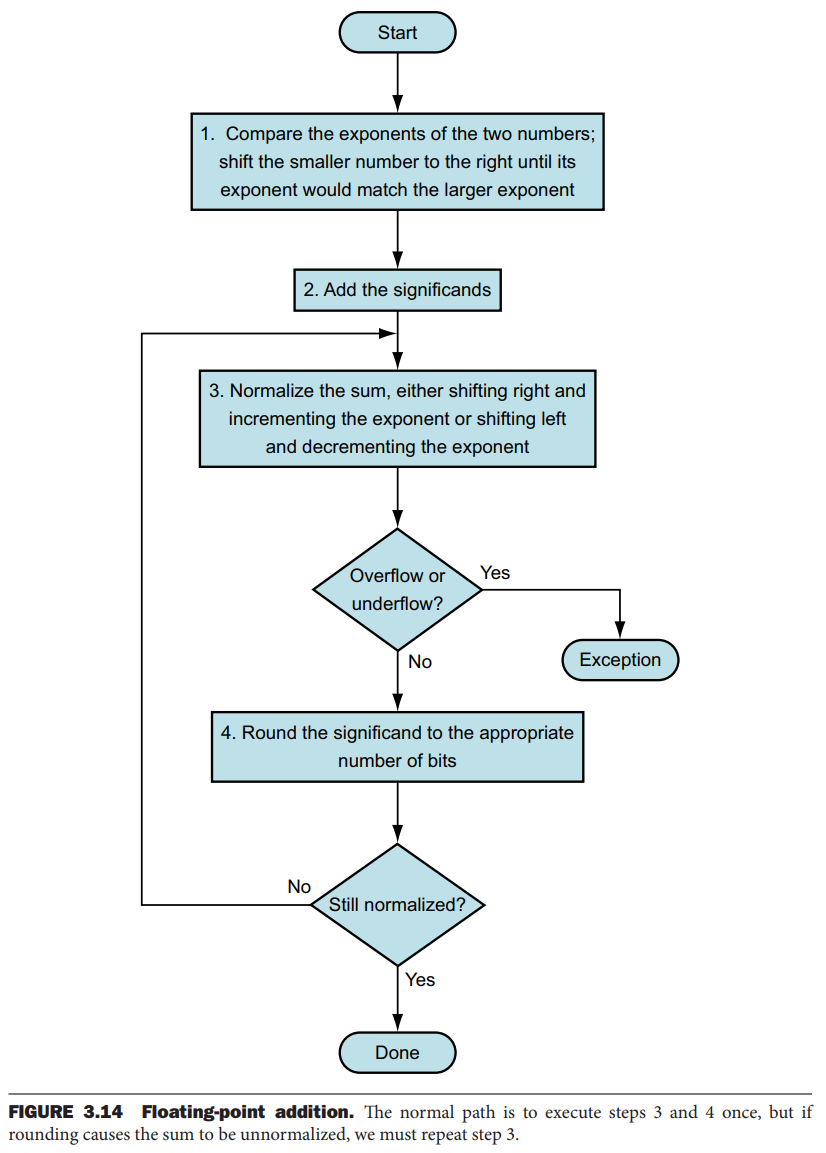 Start
1. Compare the exponents of the two numbers;
shift the smaller number to the right until its
exponent would match the larger exponent
2. Add the significands
3. Normalize the sum, either shifting right and
incrementing the exponent or shifting left
and decrementing the exponent
Overflow or
underflow?
Yes
Exception
No
4. Round the significand to the appropriate
number of bits
No
Still normalized?
Yes
Done
FIGURE 3.14 Floating-point addition. The normal path is to execute steps 3 and 4 once, but if
rounding causes the sum to be unnormalized, we must repeat step 3.